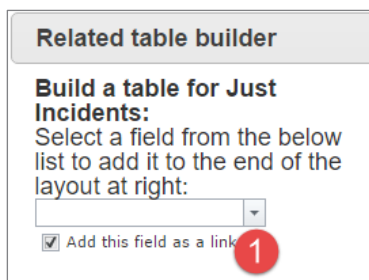 Related table builder
Build a table for Just
Incidents:
Select a field from the below
list to add it to the end of the
layout at right:
Add this field as a link
1